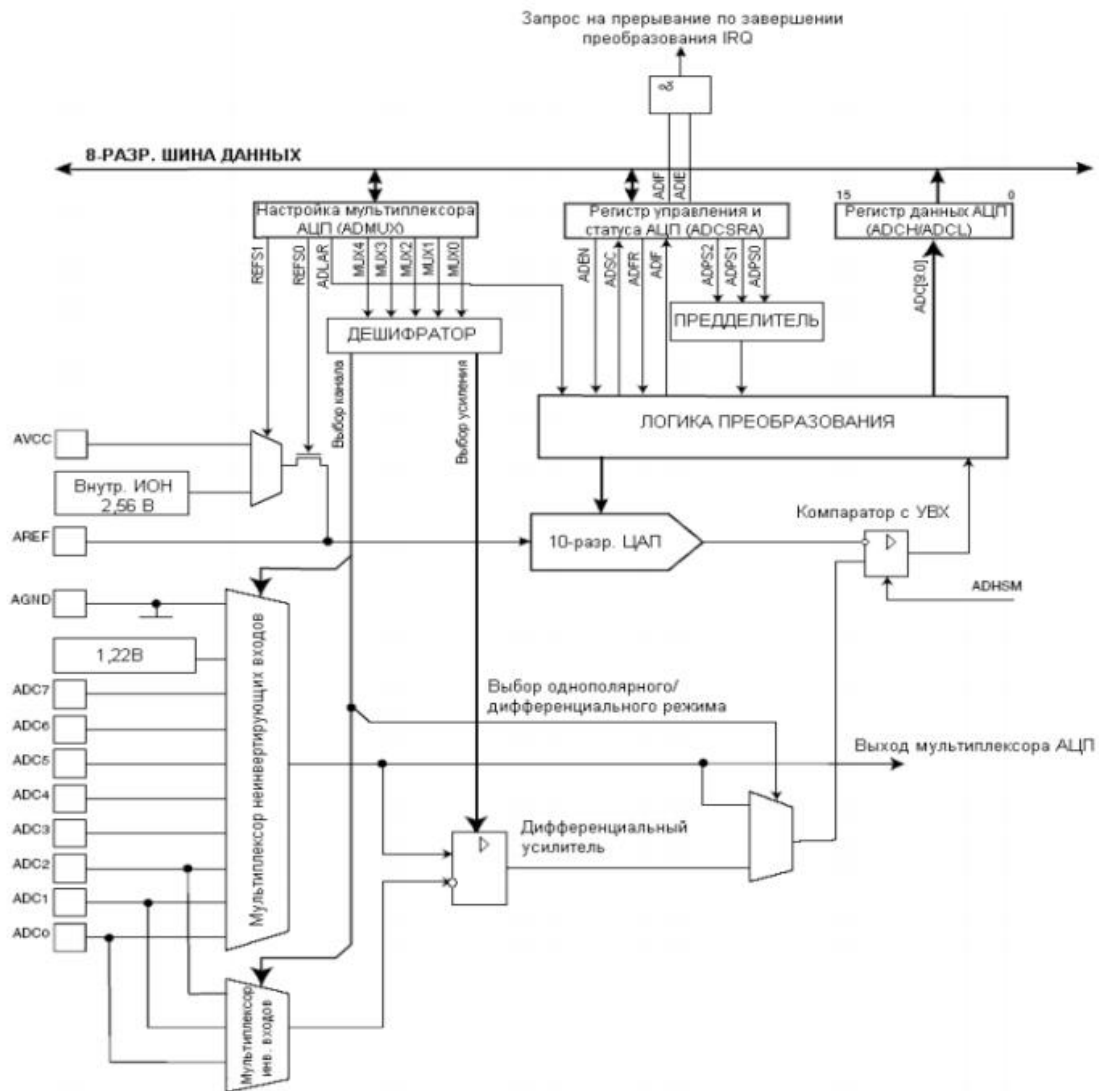 Запрос на прерывание по завершении
преобразования IRQ
&
8-РАЗР. ШИНА ДАННЫХ
ADIF
ADIE
15
0
Настройка мультиплексора
АЦП (ADMUX)
Регистр управления и
статуса АЦП (ADCSRA)
Регистр данных АЦП
(ADCH/ADCL)
REFS1
REFS0
ADLAR
MUX4
MUX3
MUX2
MUX1
MUX0
ADEN
ADSC
ADFR
ADIF
ADPS2
ADPS1
ADPS0
ADC[9:0]
ДЕШИФРАТОР
ПРЕДДЕЛИТЕЛЬ
Выбор канала
Выбор усиления
ЛОГИКА ПРЕОБРАЗОВАНИЯ
AVCC
Внутр. ИОН
2,56 В
AREF
10-разр. ЦАП
Компаратор с УВХ
ADHSM
AGND
1,22В
ADC7
ADC6
ADC5
ADC4
ADC3
ADC2
ADC1
ADC0
Мультиплексор неинвертирующих входов
Выбор однополярного/
дифференциального режима
Выход мультиплексора АЦП
Дифференциальный
усилитель
Мультиплексор
инв. входов